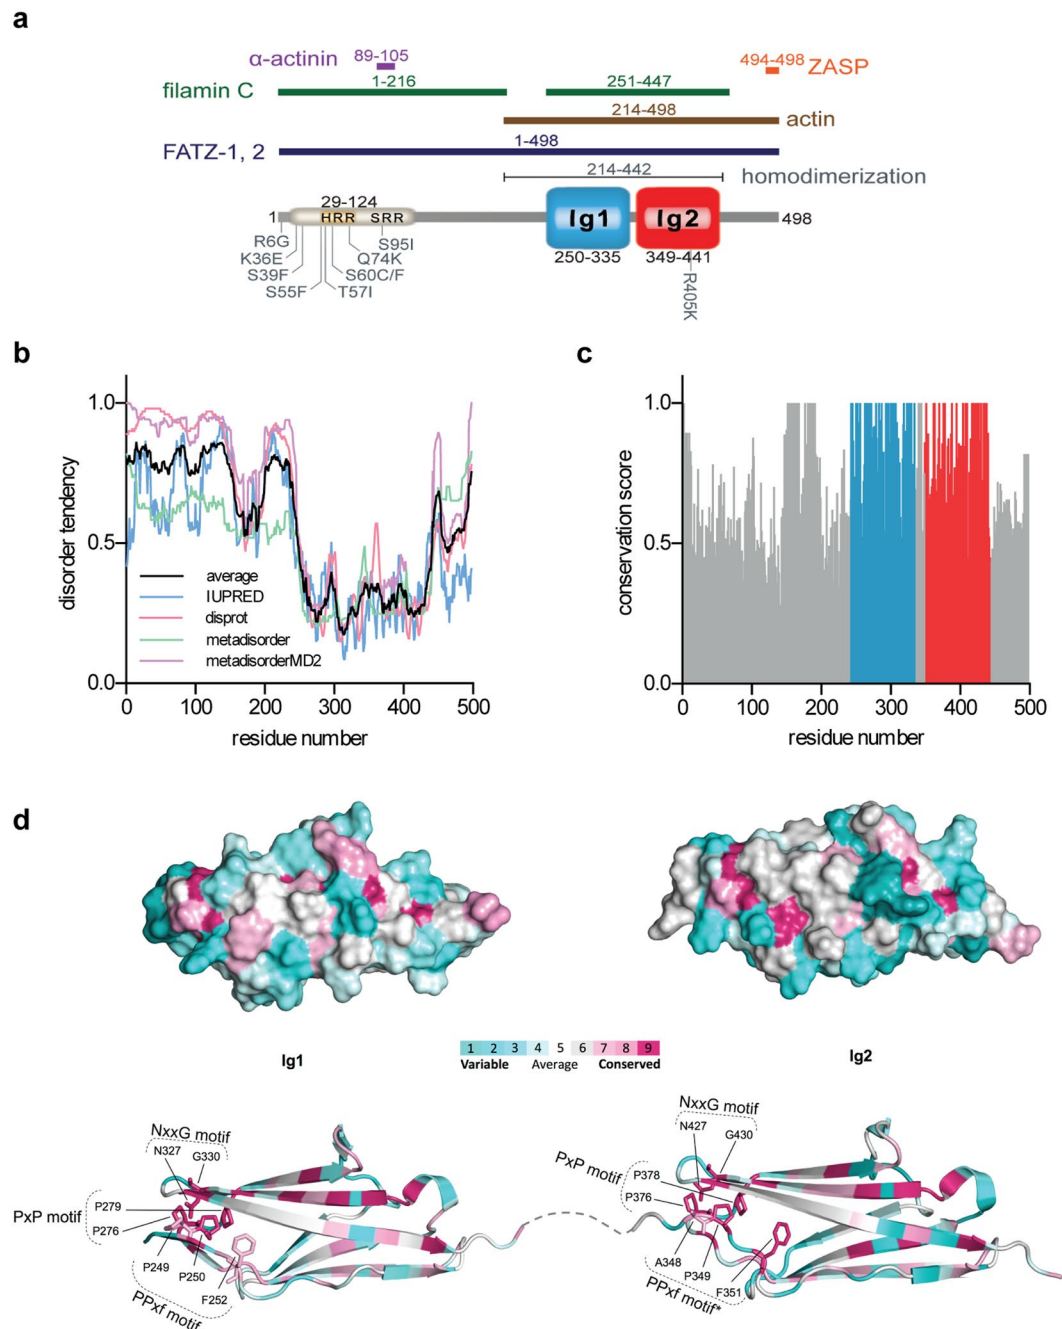 a
α-actinin 89-105
494-498 ZASP
filamin C 1-216 251-447
214-498 actin
FATZ-1, 2 1-498
214-442 homodimerization
29-124
1 HRR SRR Ig1 Ig2 498
R6G S95I
K36E Q74K 250-335 349-441
S39F S60C/F
S55F T57I
R405K
b
1.0
0.5
0.0
disorder tendency
average
IUPRED
disprot
metadisorder
metadisorderMD2
0 100 200 300 400 500
residue number
c
1.0
0.5
0.0
conservation score
0 100 200 300 400 500
residue number
d
Ig1
1 2 3 4 5 6 7 8 9
Variable Average Conserved
Ig2
NxxG motif
N327 G330
PxP motif
P279
P276
P249
P250
F252
PPxf motif
NxxG motif
N427 G430
PxP motif
P378
P376
A348
P349
F351
PPxf motif*